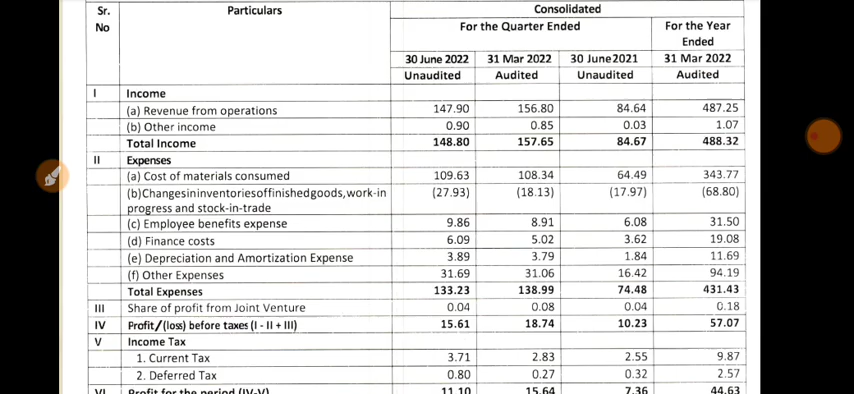 Sr. No Particulars Consolidated
For the Quarter Ended For the Year Ended
30 June 2022 31 Mar 2022 30 June2021 31 Mar 2022
Unaudited Audited Unaudited Audited
I Income
(a) Revenue from operations 147.90 156.80 84.64 487.25
(b) Other income 0.90 0.85 0.03 1.07
Total Income 148.80 157.65 84.67 488.32
II Expenses
(a) Cost of materials consumed 109.63 108.34 64.49 343.77
(b)Changesininventoriesoffinishedgoods,work-in (27.93) (18.13) (17.97) (68.80)
progress and stock-in-trade
(c) Employee benefits expense 9.86 8.91 6.08 31.50
(d) Finance costs 6.09 5.02 3.62 19.08
(e) Depreciation and Amortization Expense 3.89 3.79 1.84 11.69
(f) Other Expenses 31.69 31.06 16.42 94.19
Total Expenses 133.23 138.99 74.48 431.43
III Share of profit from Joint Venture 0.04 0.08 0.04 0.18
IV Profit/(loss) before taxes (I - II + III) 15.61 18.74 10.23 57.07
V Income Tax
1. Current Tax 3.71 2.83 2.55 9.87
2. Deferred Tax 0.80 0.27 0.32 2.57
VI Profit for the period (IV-V) 11.10 15.64 7.36 44.63